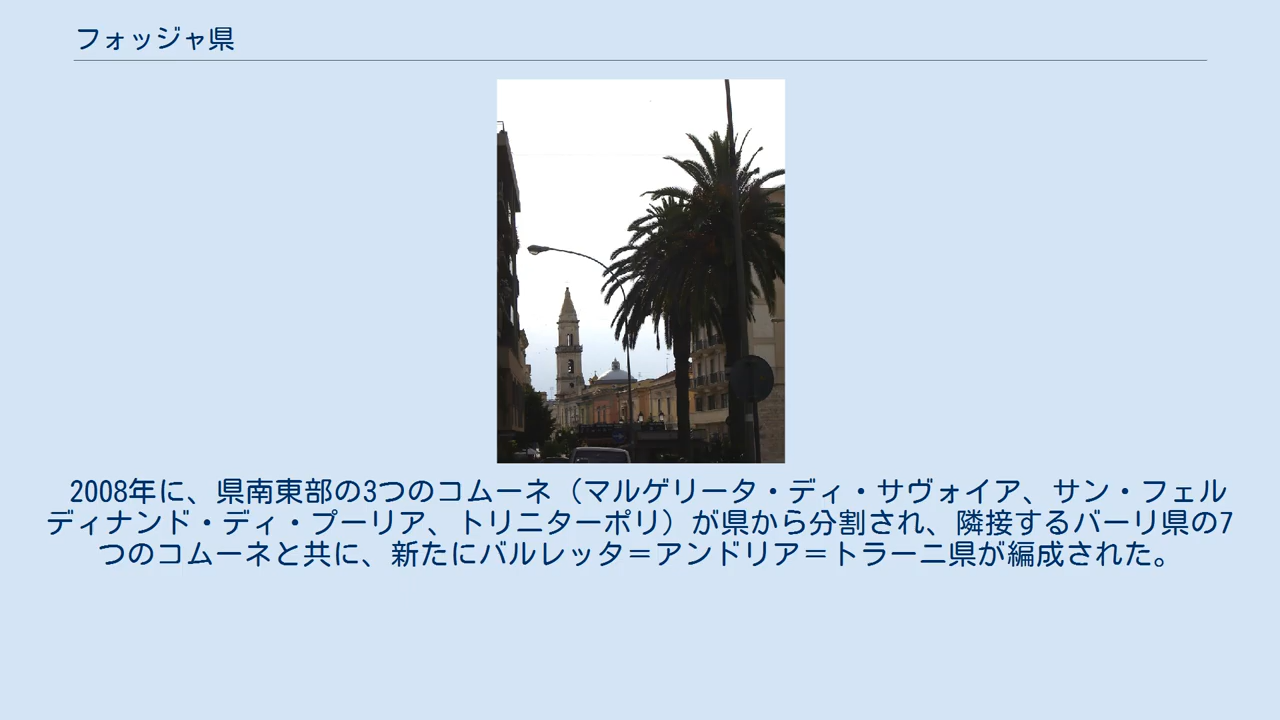 フォッジャ県
2008年に、県南東部の3つのコムーネ（マルゲリータ・ディ・サヴォイア、サン・フェル
ディナンド・ディ・プーリア、トリニターポリ）が県から分割され、隣接するバーリ県の7
つのコムーネと共に、新たにバルレッタ＝アンドリア＝トラーニ県が編成された。